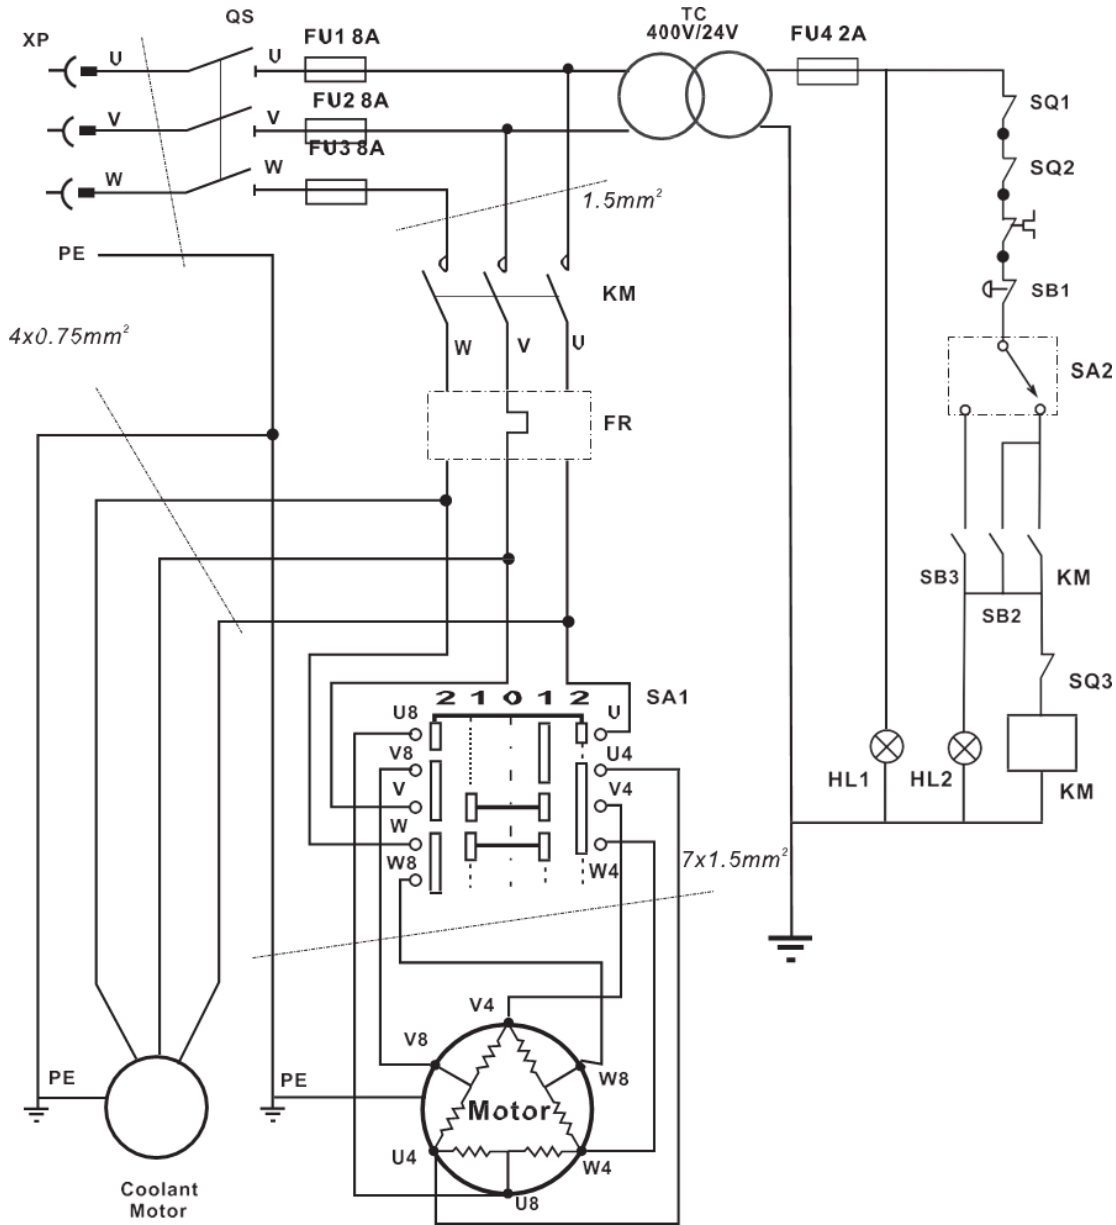 QS
TC
XP
400V/24V
FU1 8A
FU4 2A
U
U
FU2 8A
SQ1
V
V
FU3 8A
W
W
SQ2
1.5mm²
PE
KM
SB1
4x0.75mm²
W
V
U
SA2
FR
SB3
KM
SB2
SQ3
2 1 0 1 2
SA1
U8
U
V8
U4
HL1
HL2
V
V4
KM
W
W8
W4
7x1.5mm²
V4
V8
PE
PE
W8
Motor
U4
W4
U8
Coolant
Motor